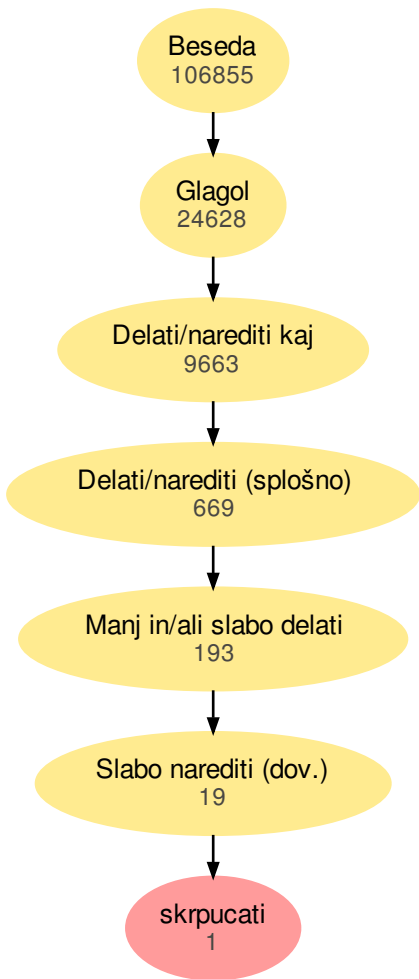 Beseda
106855
Glagol
24628
Delati/narediti kaj
9663
Delati/narediti (splošno)
669
Manj in/ali slabo delati
193
Slabo narediti (dov.)
19
skrpucati
1